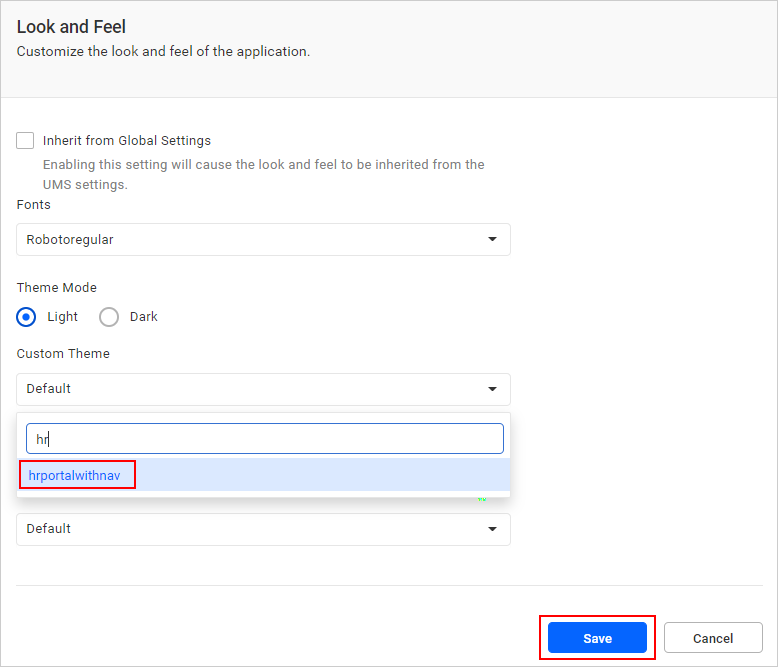 Look and Feel
Customize the look and feel of the application.
Inherit from Global Settings
Enabling this setting will cause the look and feel to be inherited from the
UMS settings.
Fonts
Robotoregular
Theme Mode
Light Dark
Custom Theme
Default
hr
hrportalwithnav
Default
Save Cancel